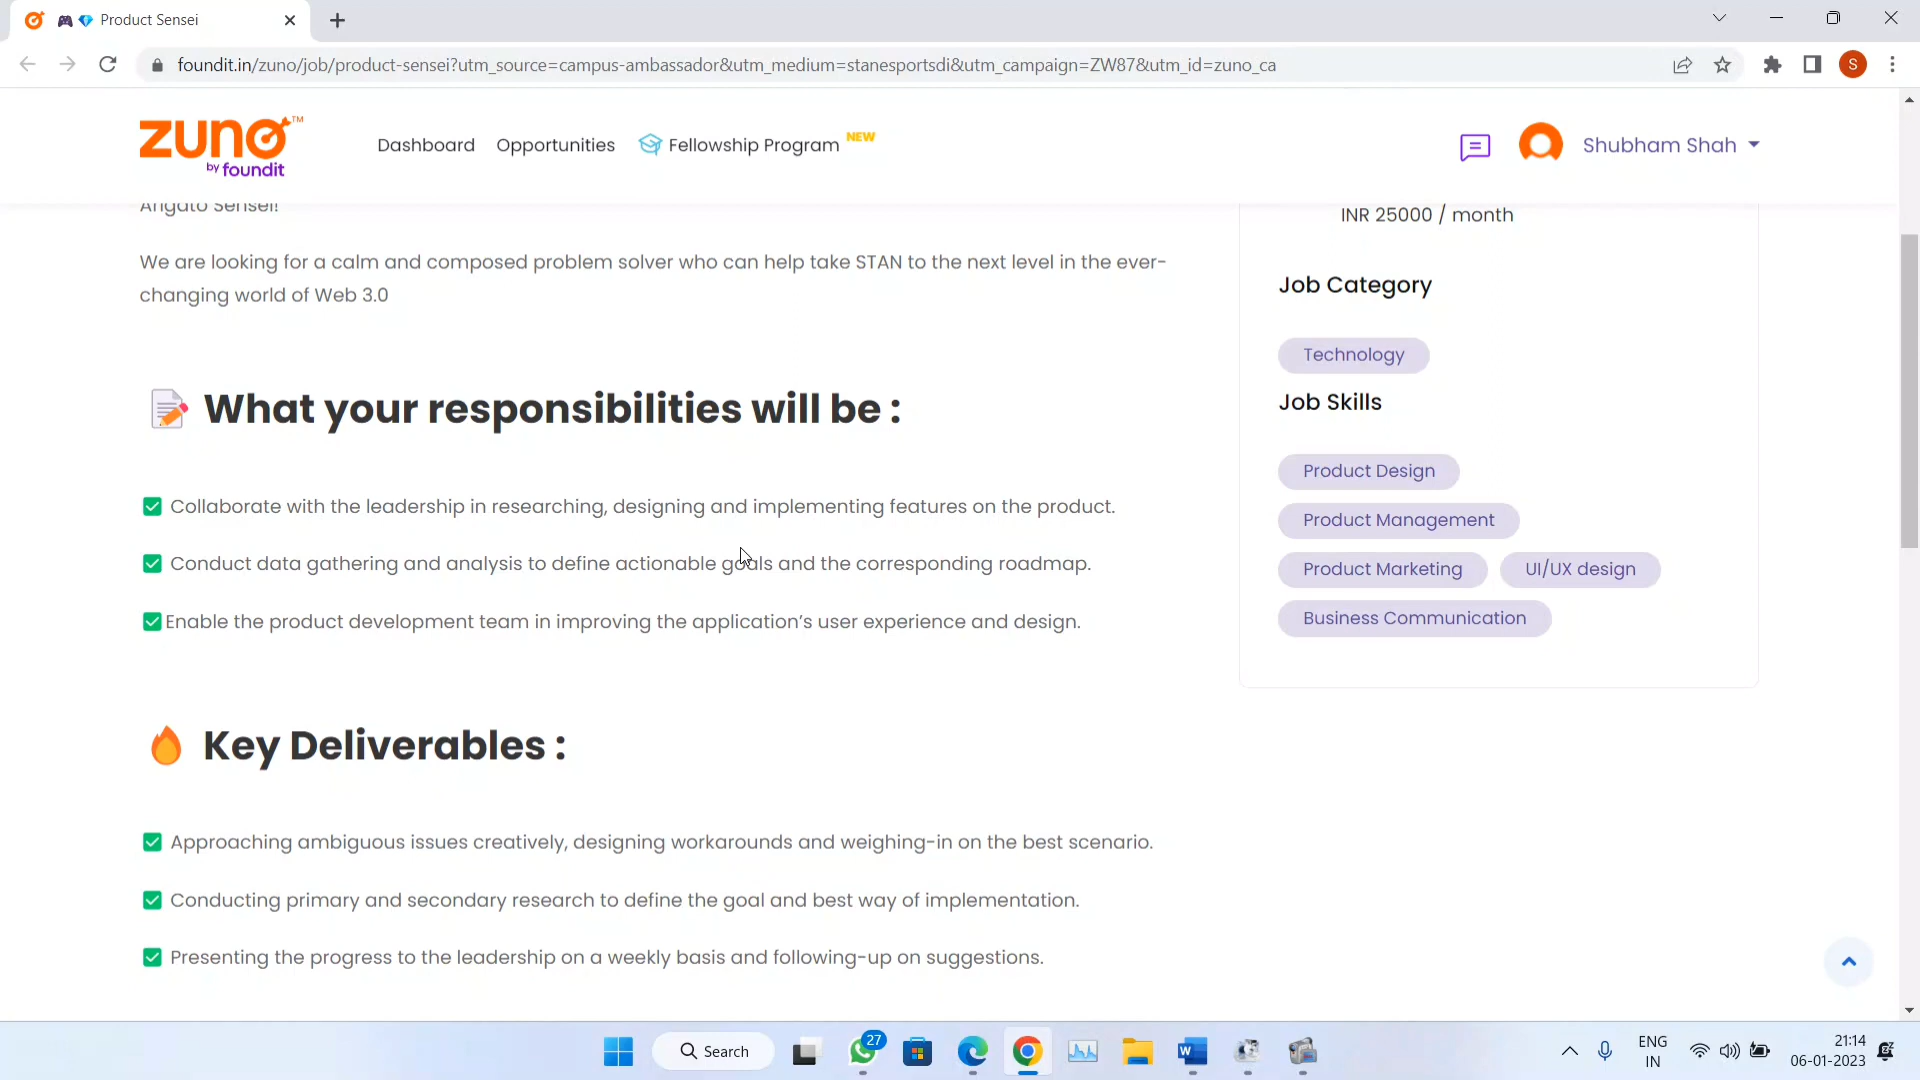 Product Sensei
foundit.in/zuno/job/product-sensei?utm_source=campus-ambassador&utm_medium=stanesportsdi&utm_campaign=ZW87&utm_id=zuno_ca
S
zuno™
by foundit
Dashboard
Opportunities
Fellowship Program
NEW
Shubham Shah
Arigato Sensei!
We are looking for a calm and composed problem solver who can help take STAN to the next level in the ever-
changing world of Web 3.0
What your responsibilities will be :
Collaborate with the leadership in researching, designing and implementing features on the product.
Conduct data gathering and analysis to define actionable goals and the corresponding roadmap.
Enable the product development team in improving the application’s user experience and design.
Key Deliverables :
Approaching ambiguous issues creatively, designing workarounds and weighing-in on the best scenario.
Conducting primary and secondary research to define the goal and best way of implementation.
Presenting the progress to the leadership on a weekly basis and following-up on suggestions.
INR 25000 / month
Job Category
Technology
Job Skills
Product Design
Product Management
Product Marketing
UI/UX design
Business Communication
Search
27
W
ENG
IN
21:14
06-01-2023